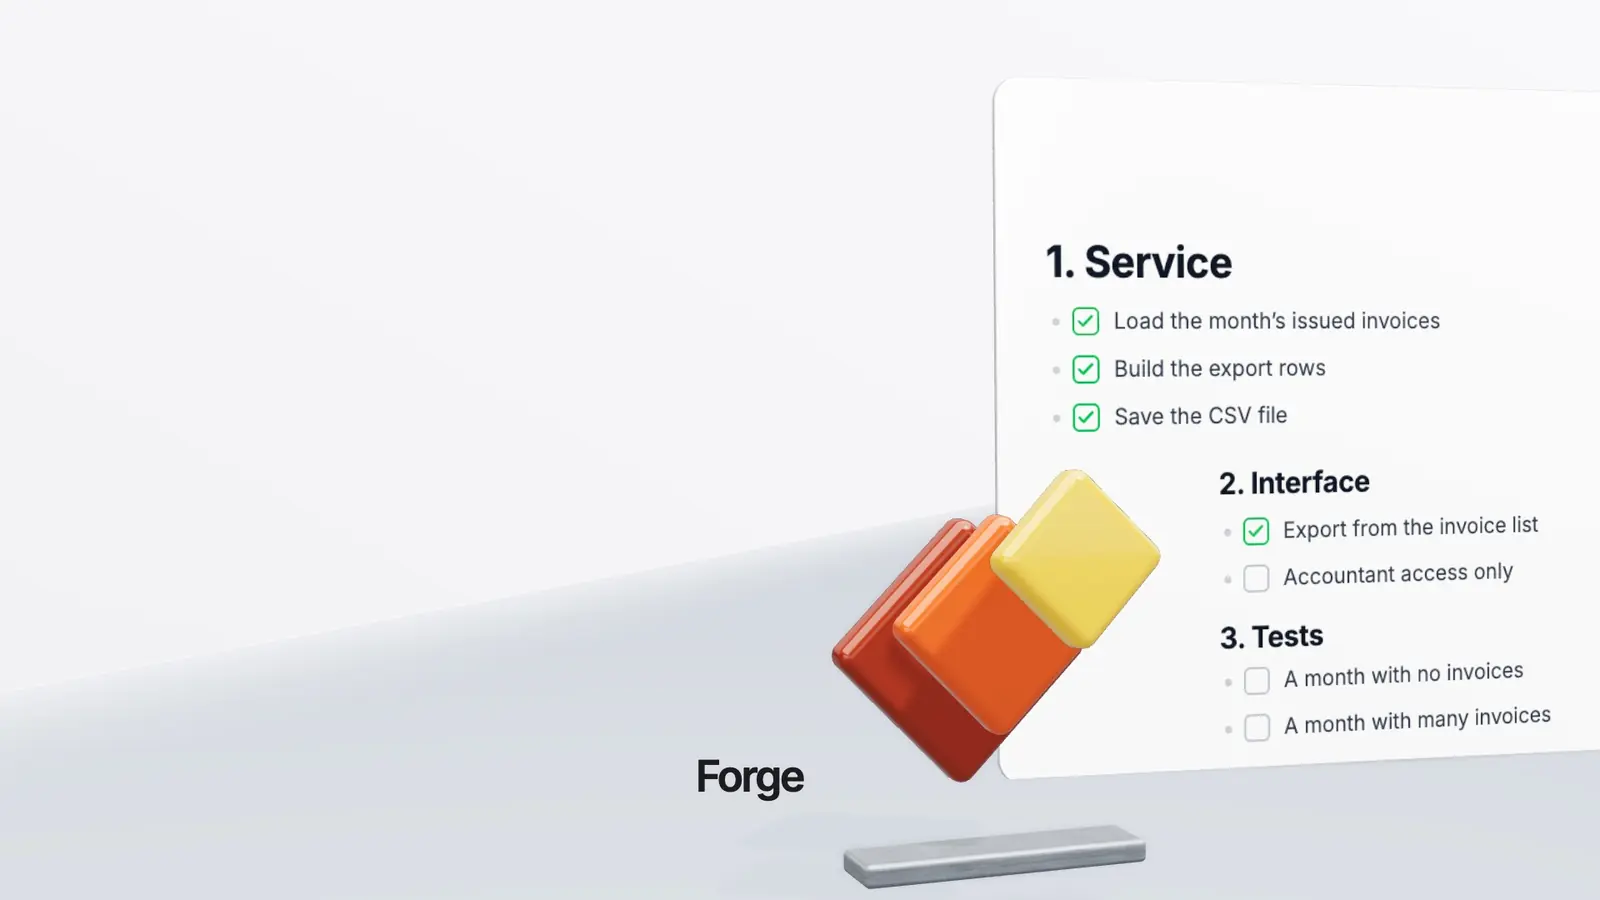 1. Service
Load the month’s issued invoices
Build the export rows
Save the CSV file
2. Interface
Export from the invoice list
Accountant access only
3. Tests
A month with no invoices
A month with many invoices
Forge